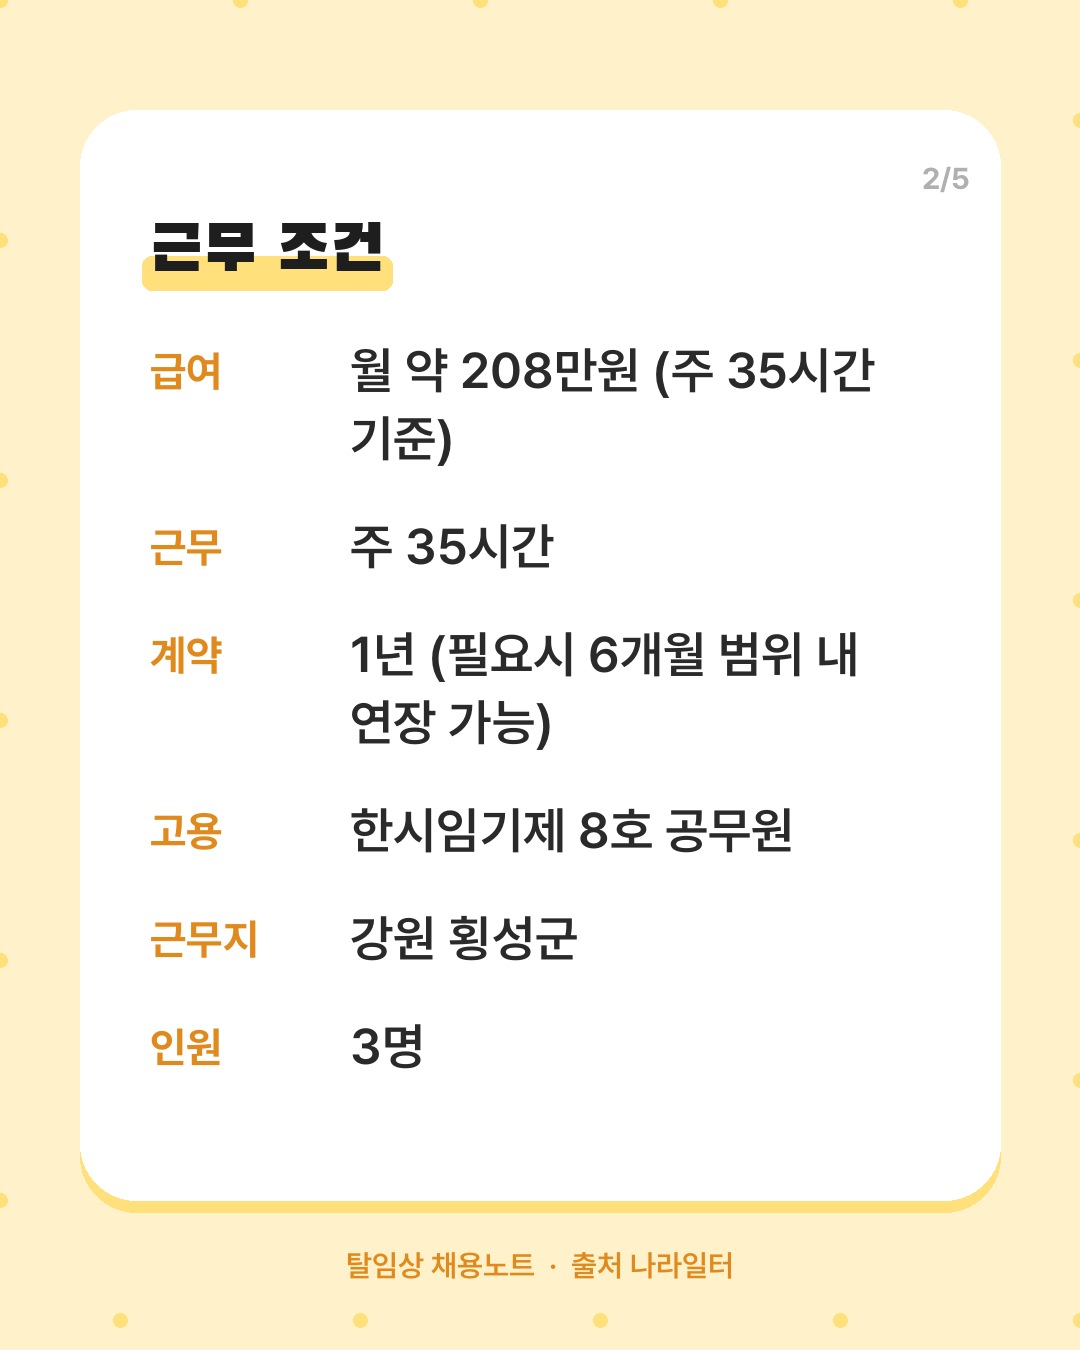 2/5
근무 조건
급여 월 약 208만원 (주 35시간
기준)
근무 주 35시간
계약 1년 (필요시 6개월 범위 내
연장 가능)
고용 한시임기제 8호 공무원
근무지 강원 횡성군
인원 3명
탈임상 채용노트 · 출처 나라일터